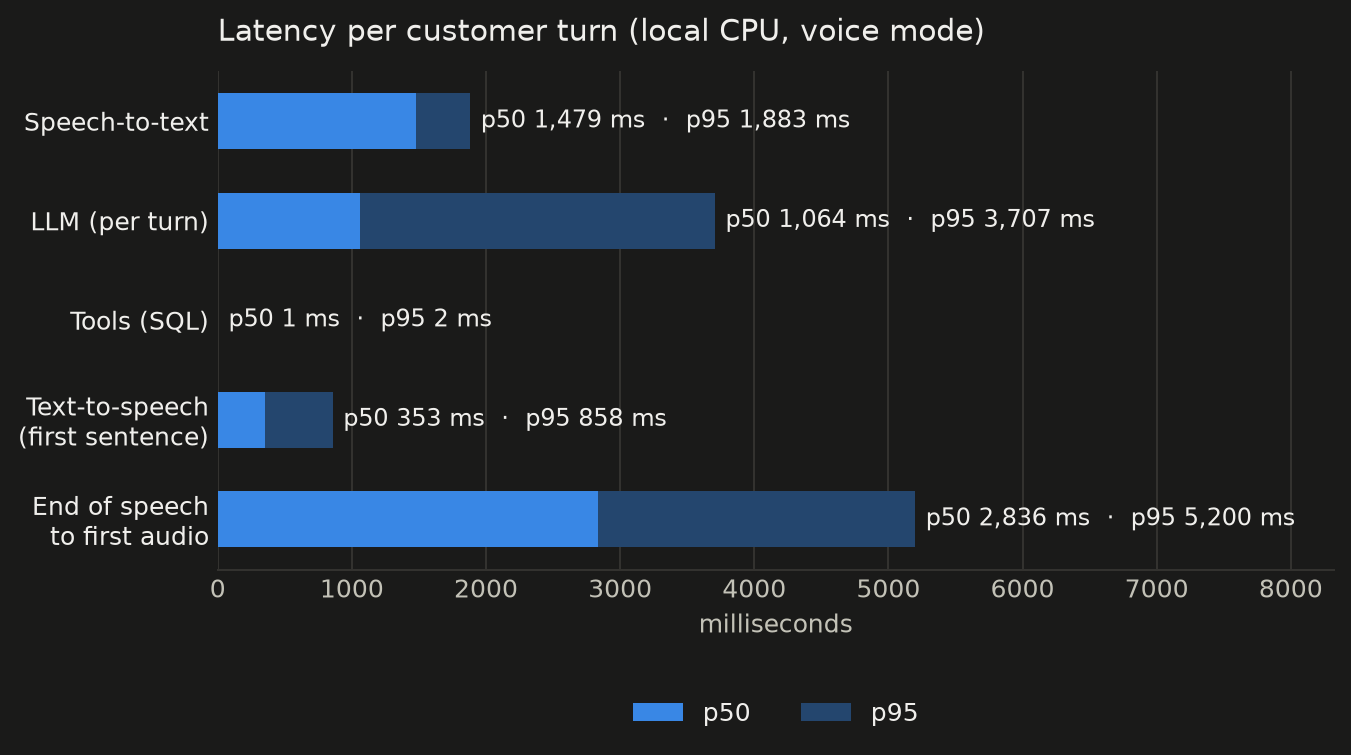 Latency per customer turn (local CPU, voice mode)
Speech-to-text
p50 1,479 ms · p95 1,883 ms
LLM (per turn)
p50 1,064 ms · p95 3,707 ms
Tools (SQL)
p50 1 ms · p95 2 ms
Text-to-speech
(first sentence)
p50 353 ms · p95 858 ms
End of speech
to first audio
p50 2,836 ms · p95 5,200 ms
0 1000 2000 3000 4000 5000 6000 7000 8000
milliseconds
p50 p95